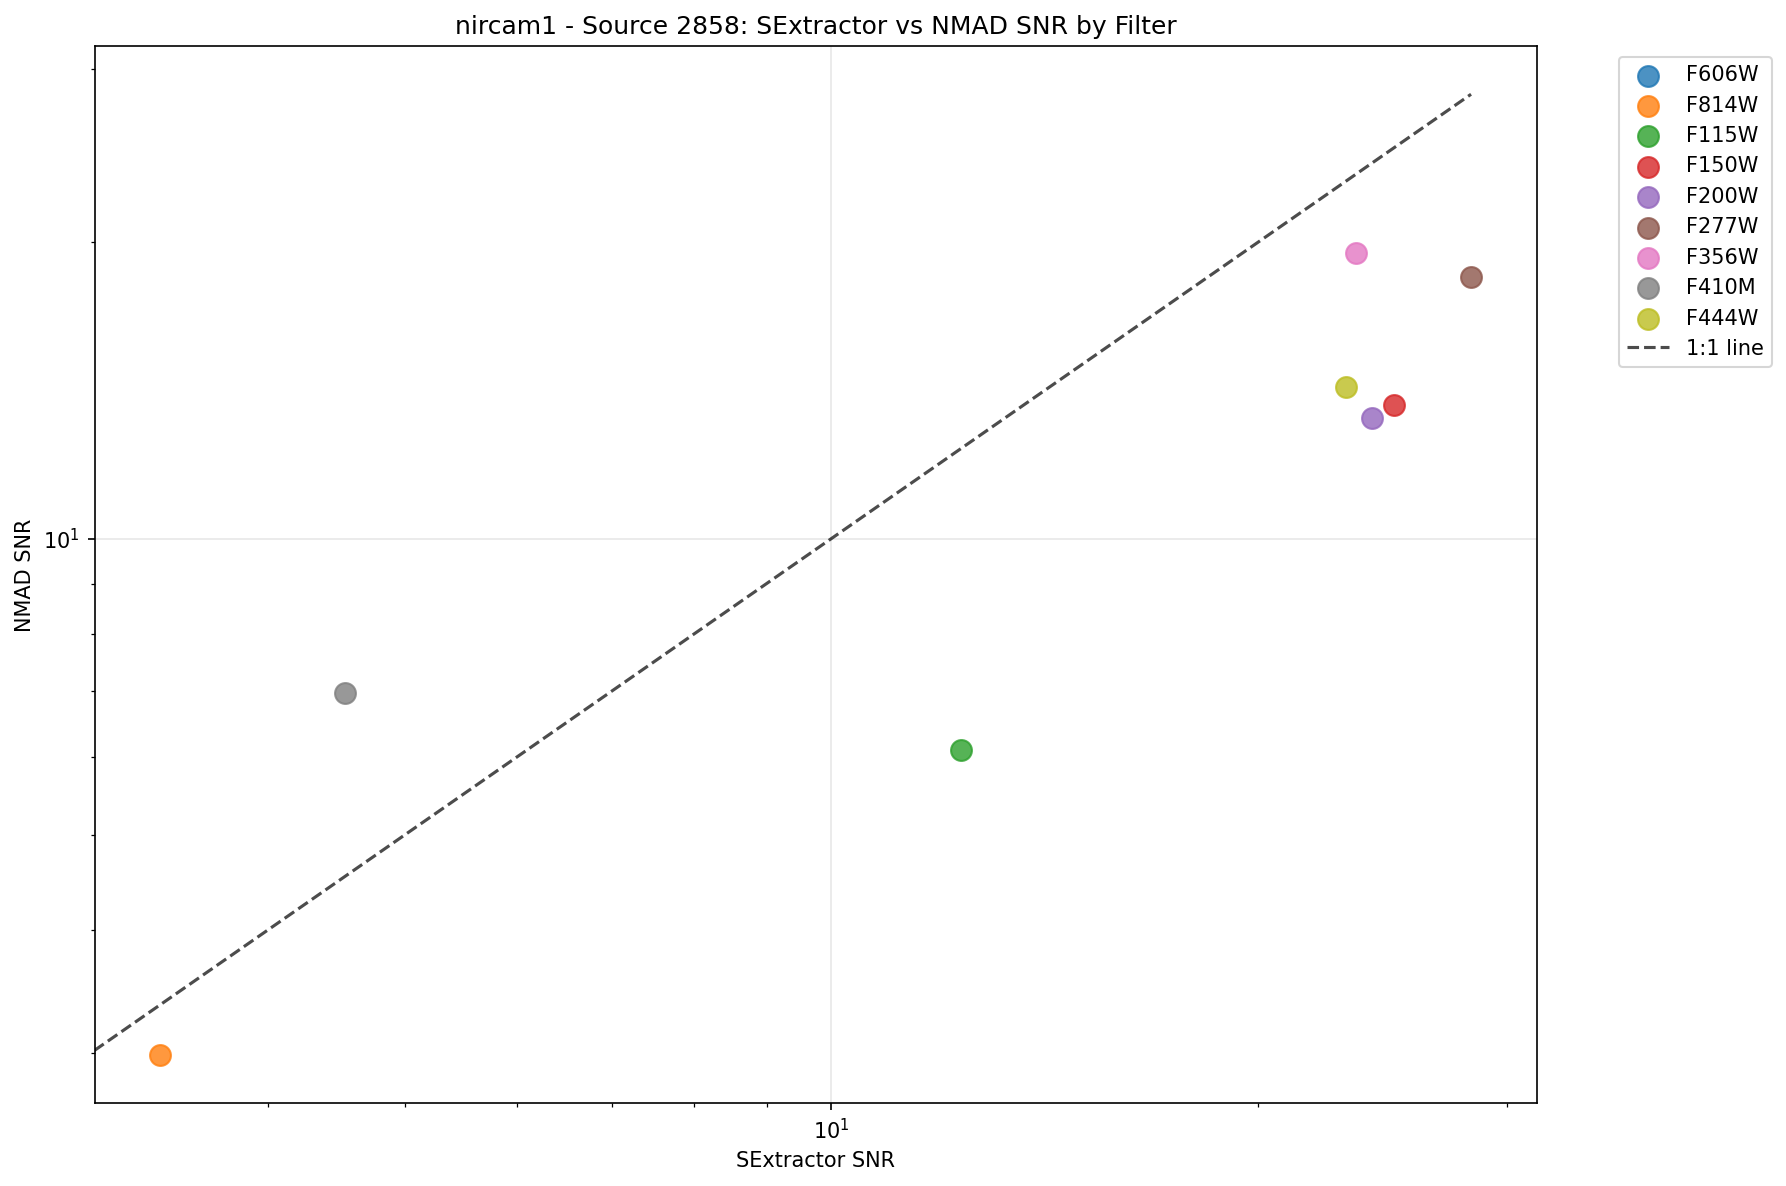 nircam1 - Source 2858: SExtractor vs NMAD SNR by Filter
F606W
F814W
F115W
F150W
F200W
F277W
F356W
F410M
F444W
1:1 line
NMAD SNR
10¹
10¹
SExtractor SNR